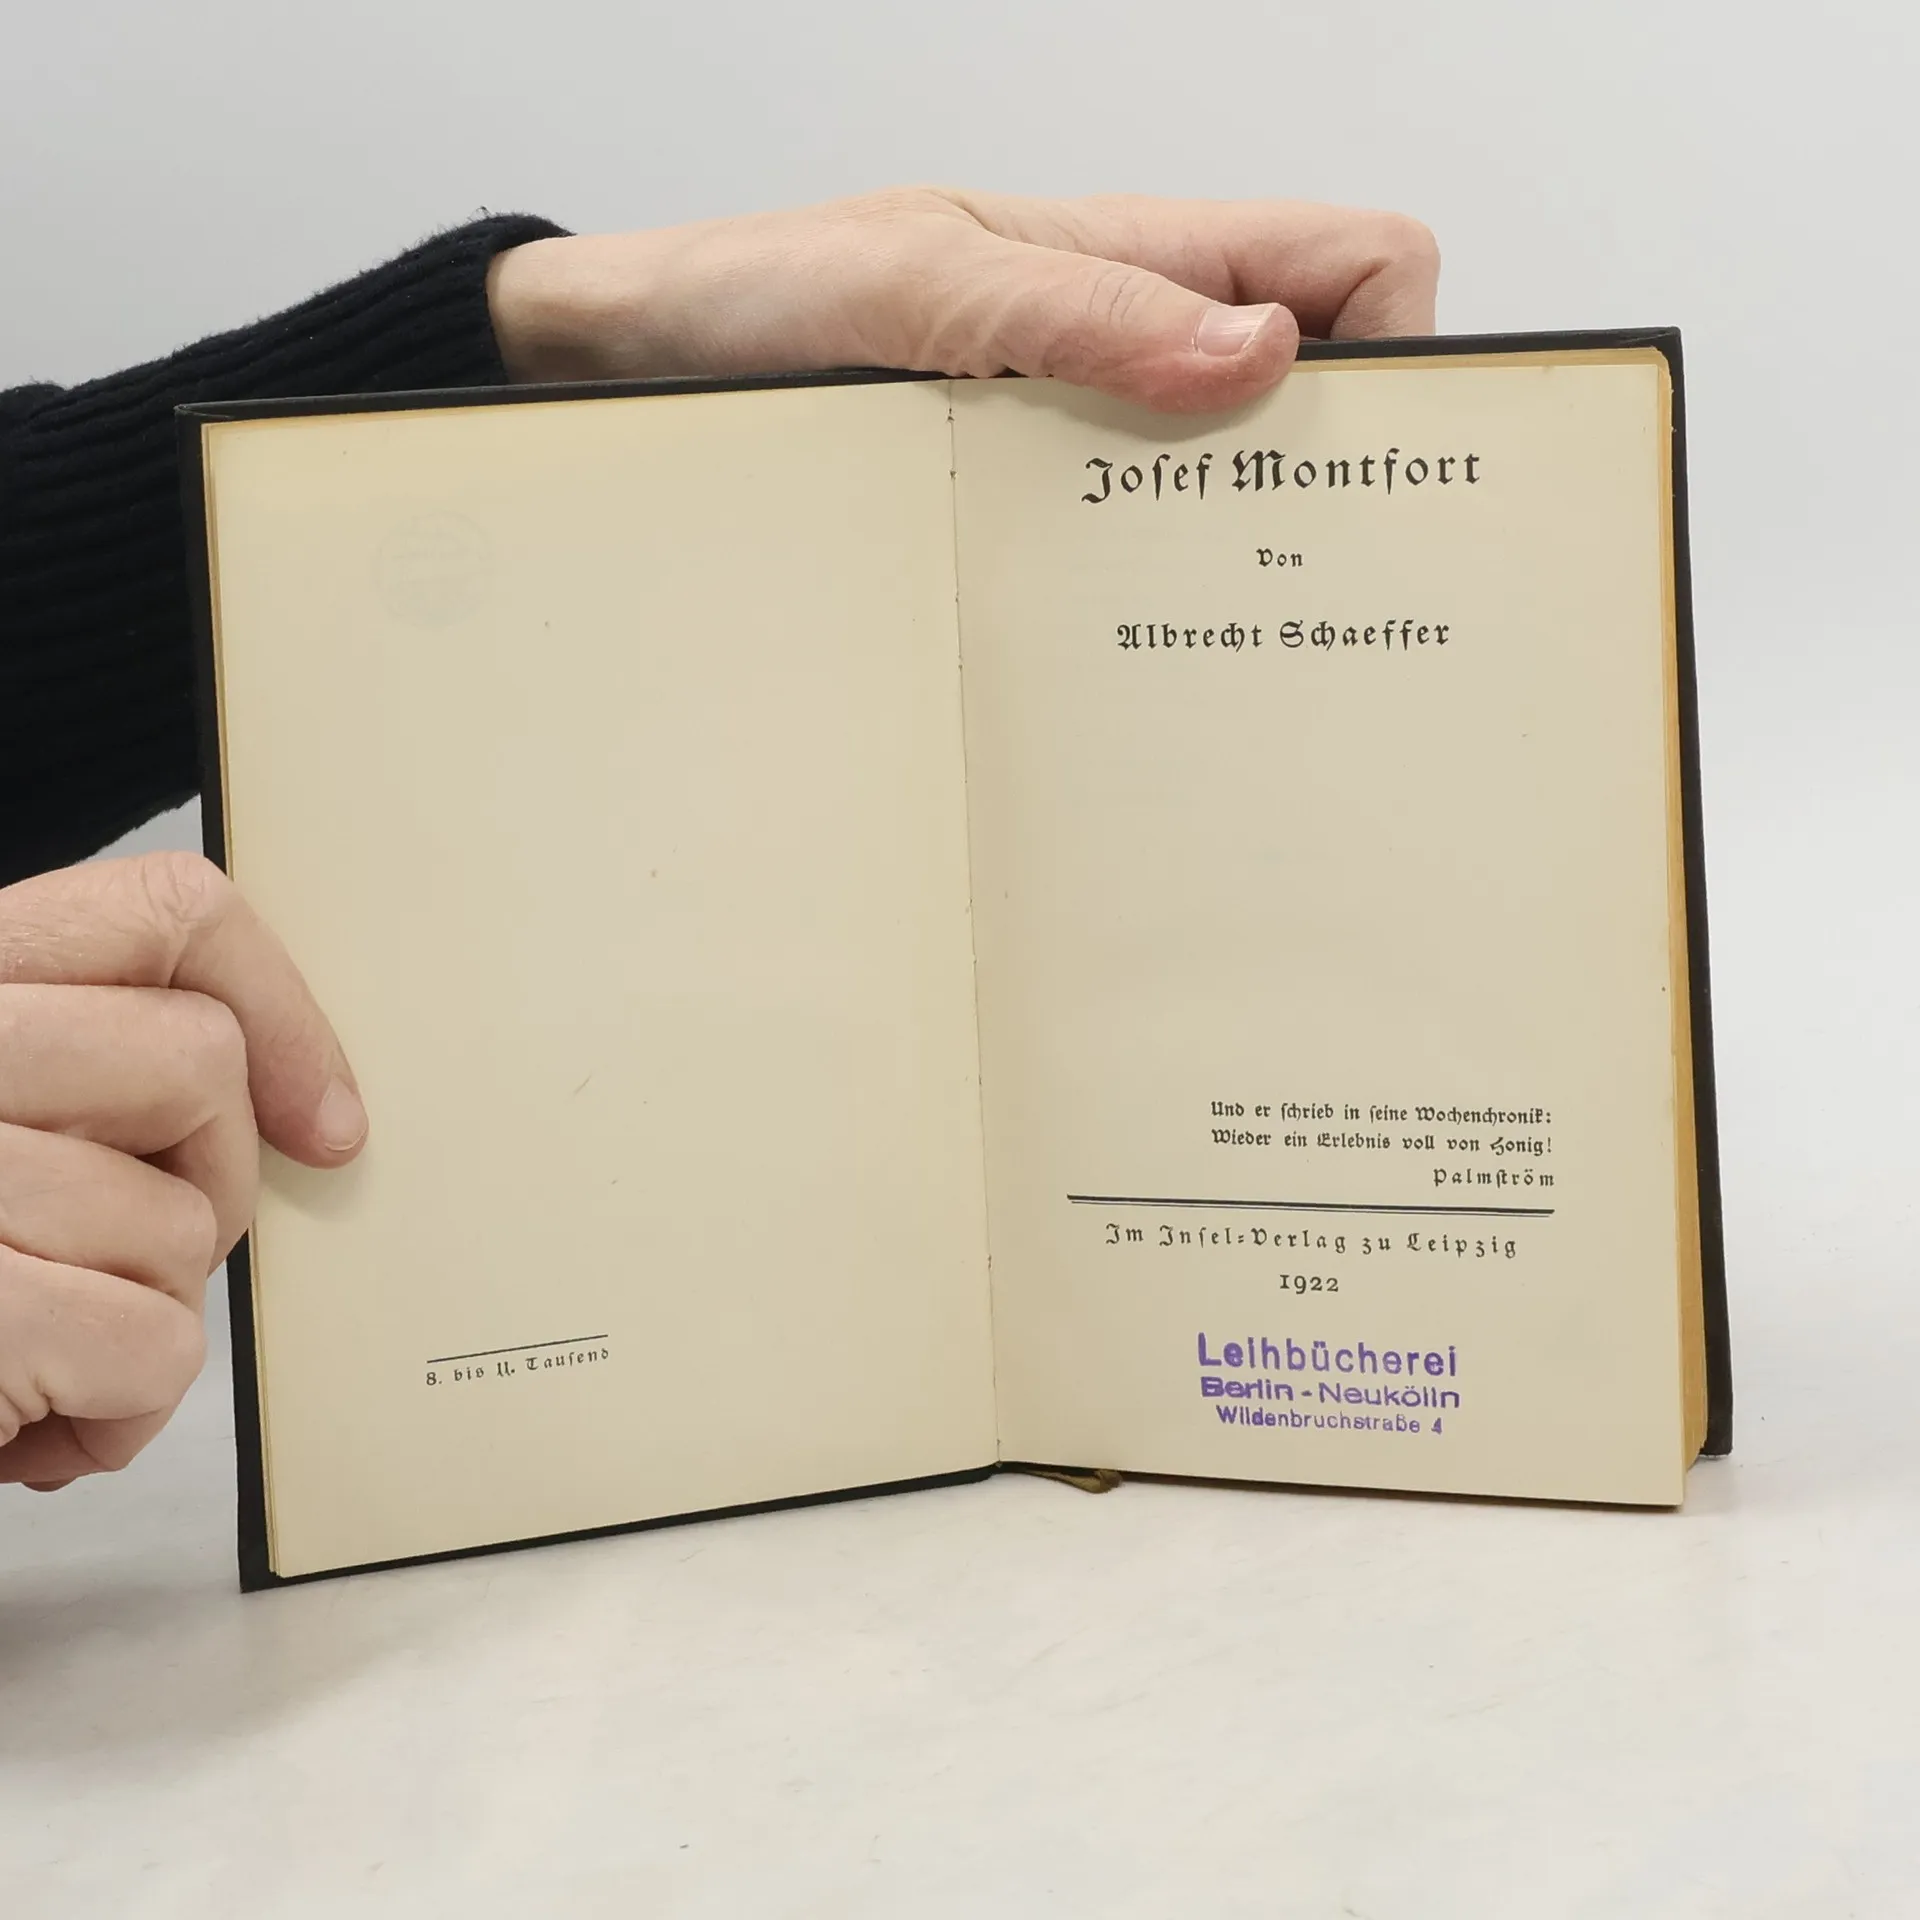 8. bis 11. Tausend
Josef Montfort
Von
Albrecht Schaeffer
Und er schrieb in seine Wochenchronik:
Wieder ein Erlebnis voll von Honig!
Palmström
Im Insel-Verlag zu Leipzig
1922
Leihbücherei
Berlin-Neukölln
Wildenbruchstraße 4